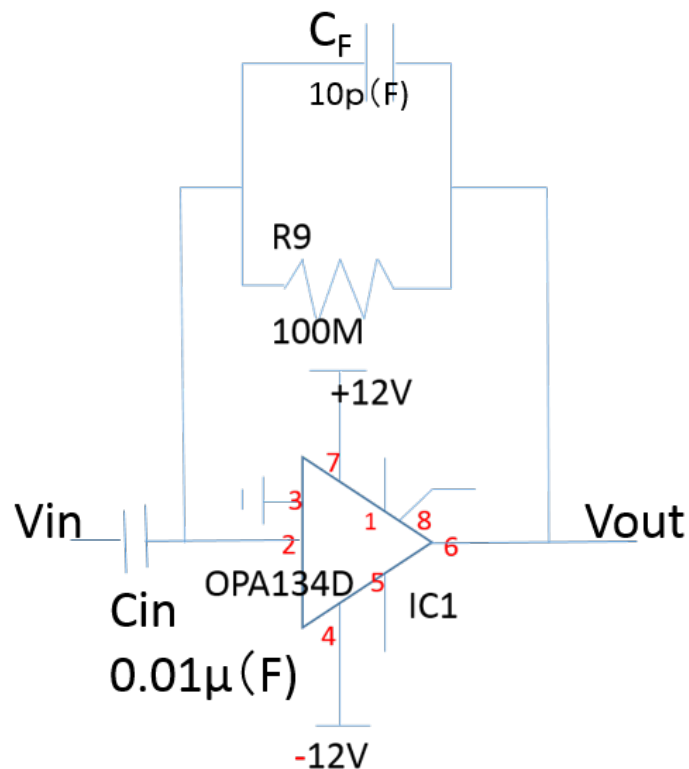 CF
10p(F)
R9
100M
+12V
7
3
1
8
Vin
Vout
2
6
OPA134D
5
IC1
Cin
4
0.01µ(F)
-12V